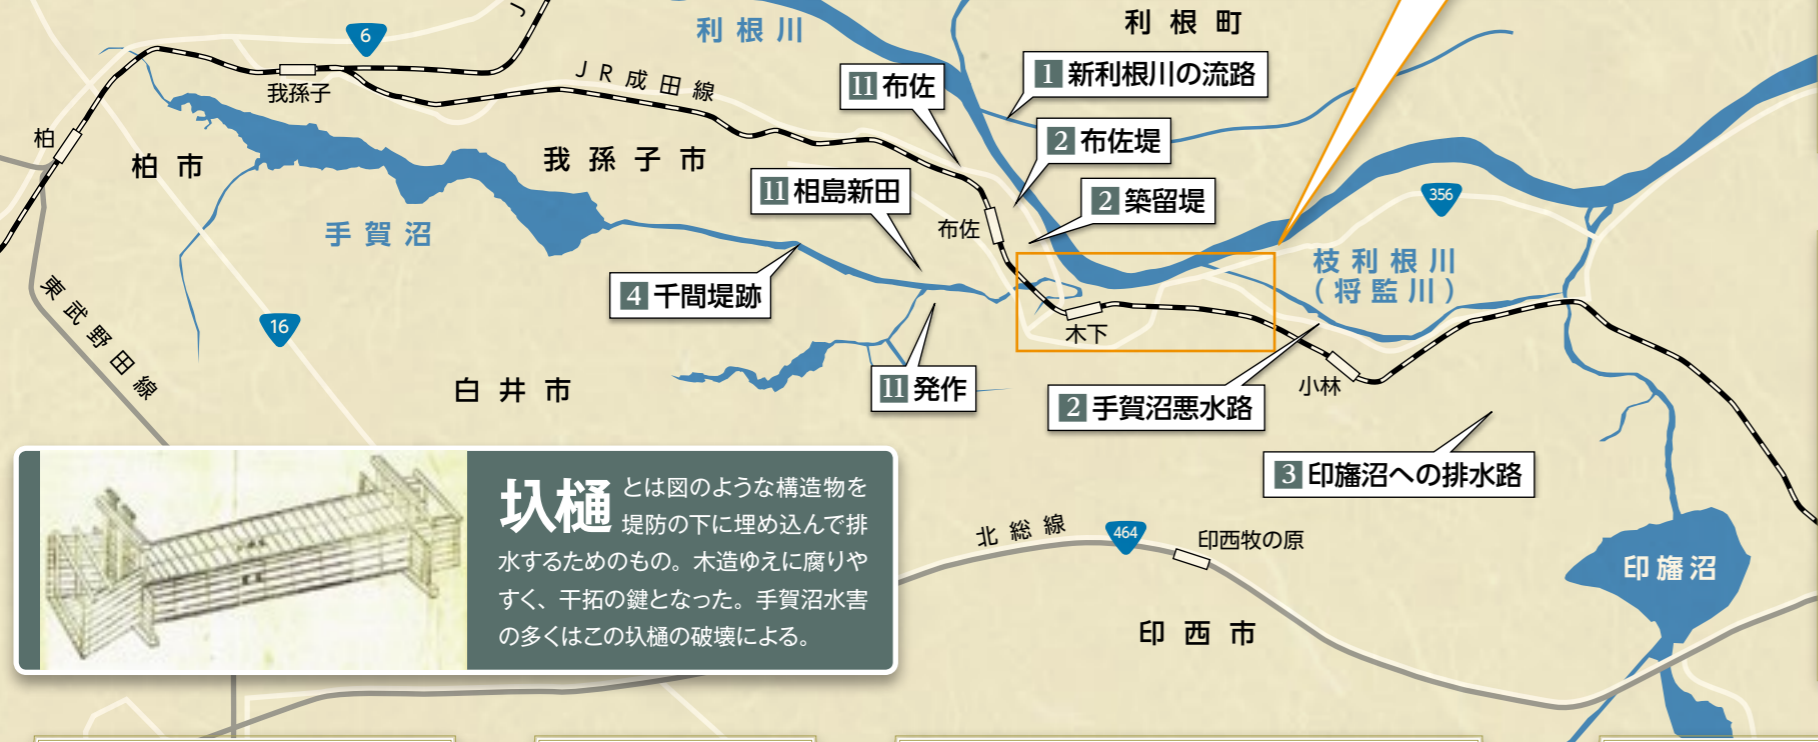 利根川
利根町
6
我孫子
JR成田線
11 布佐
1 新利根川の流路
2 布佐堤
柏
柏市
我孫子市
11 相島新田
2 築留堤
356
手賀沼
布佐
枝利根川
(将監川)
4 千間堤跡
東武野田線
16
木下
小林
白井市
11 発作
2 手賀沼悪水路
3 印旛沼への排水路
圦樋とは図のような構造物を
堤防の下に埋め込んで排
水するためのもの。木造ゆえに腐りや
すく、干拓の鍵となった。手賀沼水害
の多くはこの圦樋の破壊による。
北総線
464
印西牧の原
印旛沼
印西市